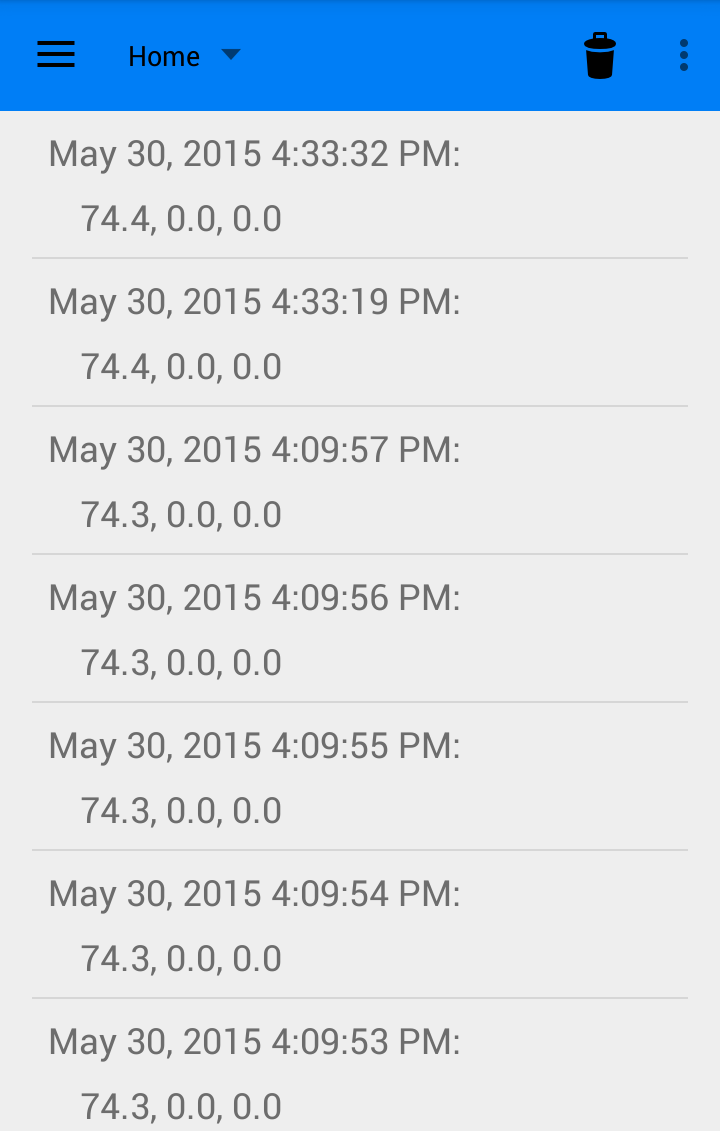 Home
May 30, 2015 4:33:32 PM:
74.4, 0.0, 0.0
May 30, 2015 4:33:19 PM:
74.4, 0.0, 0.0
May 30, 2015 4:09:57 PM:
74.3, 0.0, 0.0
May 30, 2015 4:09:56 PM:
74.3, 0.0, 0.0
May 30, 2015 4:09:55 PM:
74.3, 0.0, 0.0
May 30, 2015 4:09:54 PM:
74.3, 0.0, 0.0
May 30, 2015 4:09:53 PM:
74.3, 0.0, 0.0